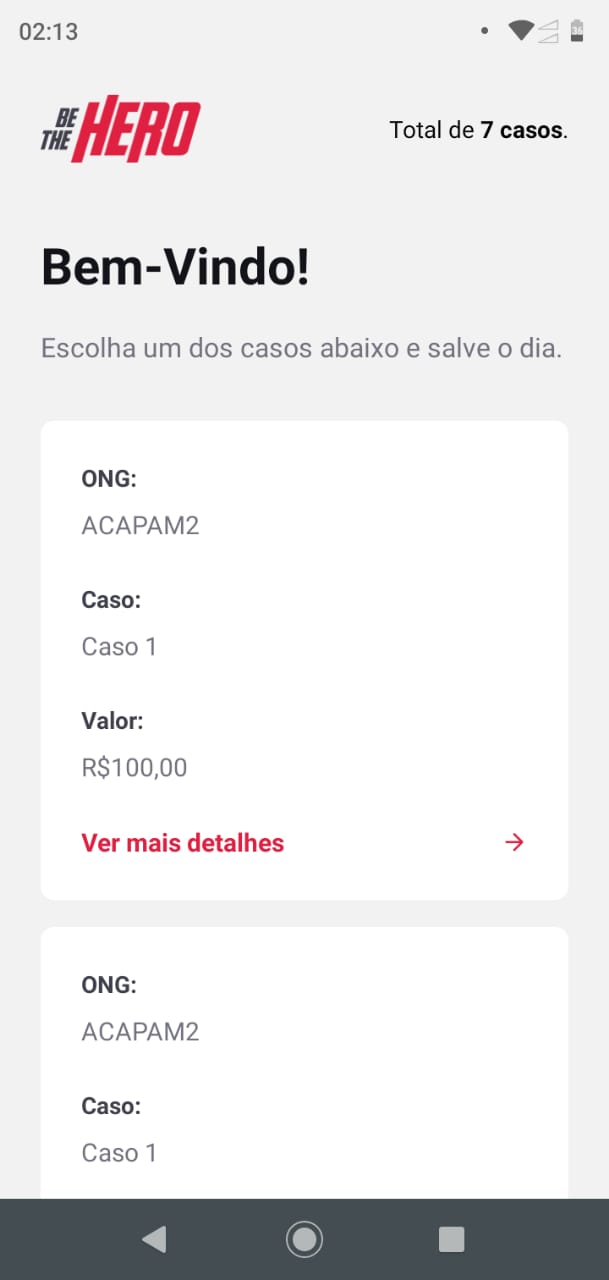 02:13
36
BE THE HERO
Total de 7 casos.
Bem-Vindo!
Escolha um dos casos abaixo e salve o dia.
ONG:
ACAPAM2
Caso:
Caso 1
Valor:
R$100,00
Ver mais detalhes
ONG:
ACAPAM2
Caso:
Caso 1